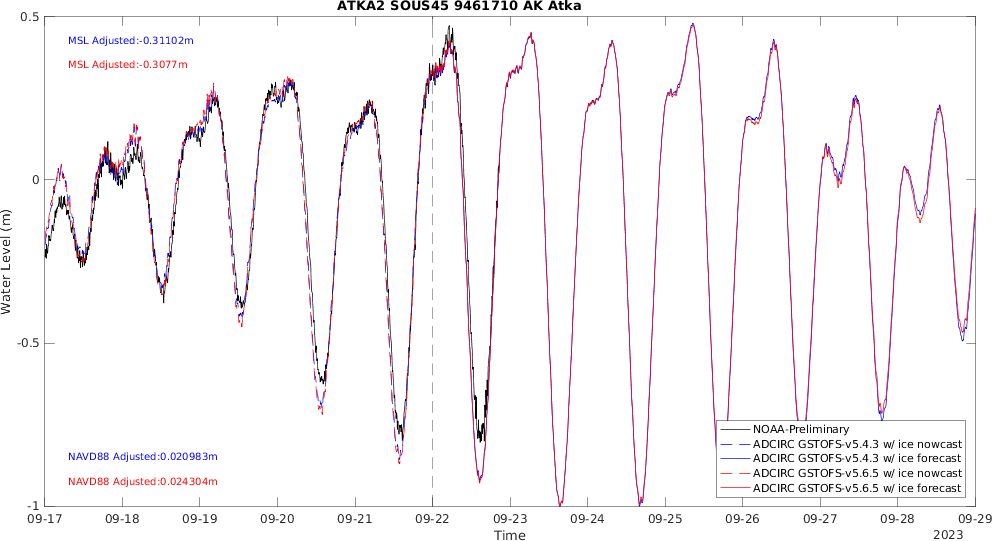 ATKA2 SOUS45 9461710 AK Atka
MSL Adjusted:-0.31102m
MSL Adjusted:-0.3077m
NAVD88 Adjusted:0.020983m
NAVD88 Adjusted:0.024304m
Water Level (m)
0.5
0
-0.5
-1
NOAA-Preliminary
ADCIRC GSTOFS-v5.4.3 w/ ice nowcast
ADCIRC GSTOFS-v5.4.3 w/ ice forecast
ADCIRC GSTOFS-v5.6.5 w/ ice nowcast
ADCIRC GSTOFS-v5.6.5 w/ ice forecast
09-17 09-18 09-19 09-20 09-21 09-22 09-23 09-24 09-25 09-26 09-27 09-28 09-29
Time
2023